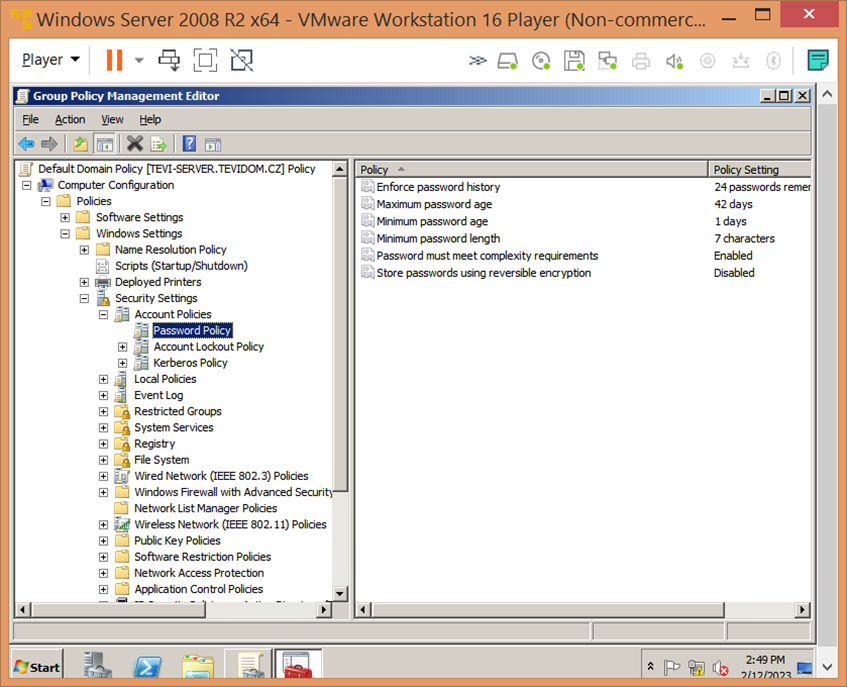 Windows Server 2008 R2 x64 - VMware Workstation 16 Player (Non-commerc...
Player
Group Policy Management Editor
File Action View Help
Default Domain Policy [TEVI-SERVER.TEVIDOM.CZ] Policy
Computer Configuration
Policies
Software Settings
Windows Settings
Name Resolution Policy
Scripts (Startup/Shutdown)
Deployed Printers
Security Settings
Account Policies
Password Policy
Account Lockout Policy
Kerberos Policy
Local Policies
Event Log
Restricted Groups
System Services
Registry
File System
Wired Network (IEEE 802.3) Policies
Windows Firewall with Advanced Security
Network List Manager Policies
Wireless Network (IEEE 802.11) Policies
Public Key Policies
Software Restriction Policies
Network Access Protection
Application Control Policies
Policy Policy Setting
Enforce password history 24 passwords remer
Maximum password age 42 days
Minimum password age 1 days
Minimum password length 7 characters
Password must meet complexity requirements Enabled
Store passwords using reversible encryption Disabled
Start
2:49 PM
2/12/2023